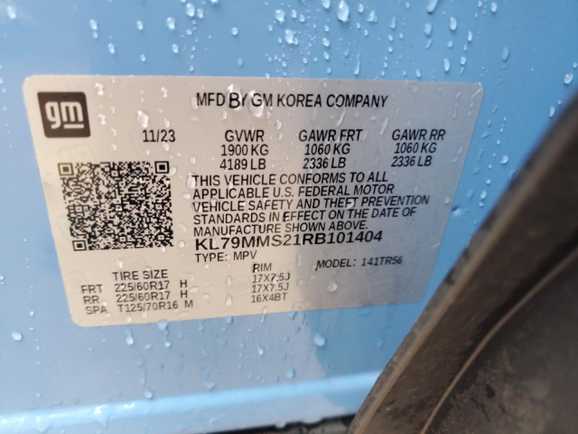 gm
MFD BY GM KOREA COMPANY
11/23 GVWR GAWR FRT GAWR RR
1900 KG 1060 KG 1060 KG
4189 LB 2336 LB 2336 LB
THIS VEHICLE CONFORMS TO ALL
APPLICABLE U.S. FEDERAL MOTOR
VEHICLE SAFETY AND THEFT PREVENTION
STANDARDS IN EFFECT ON THE DATE OF
MANUFACTURE SHOWN ABOVE.
KL79MMS21RB101404
TYPE: MPV MODEL: 141TR56
TIRE SIZE RIM
FRT 225/60R17 H 17X7.5J
RR 225/60R17 H 17X7.5J
SPA T125/70R16 M 16X4BT